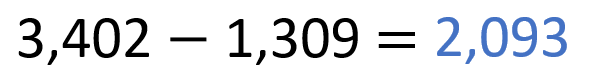 3,402 − 1,309 = 2,093